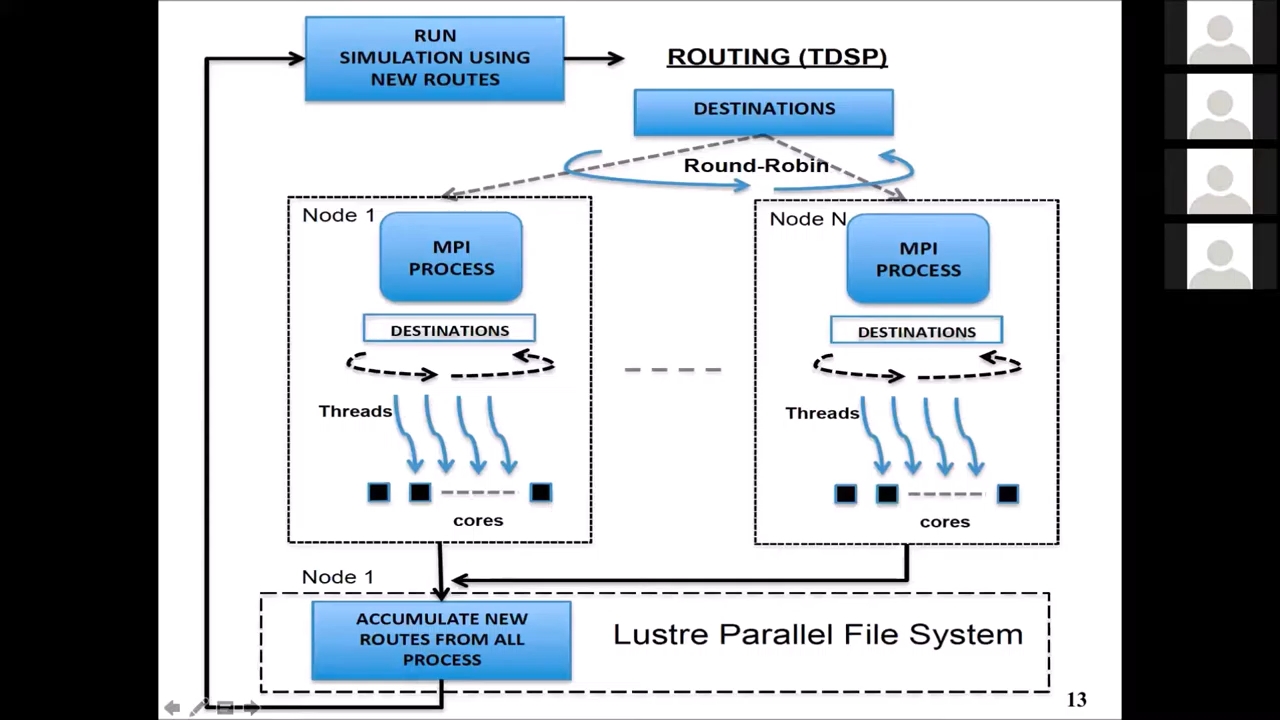 RUN
SIMULATION USING
NEW ROUTES
ROUTING (TDSP)
DESTINATIONS
Round-Robin
Node 1
MPI
PROCESS
DESTINATIONS
Threads
cores
Node N
MPI
PROCESS
DESTINATIONS
Threads
cores
Node 1
ACCUMULATE NEW
ROUTES FROM ALL
PROCESS
Lustre Parallel File System
13